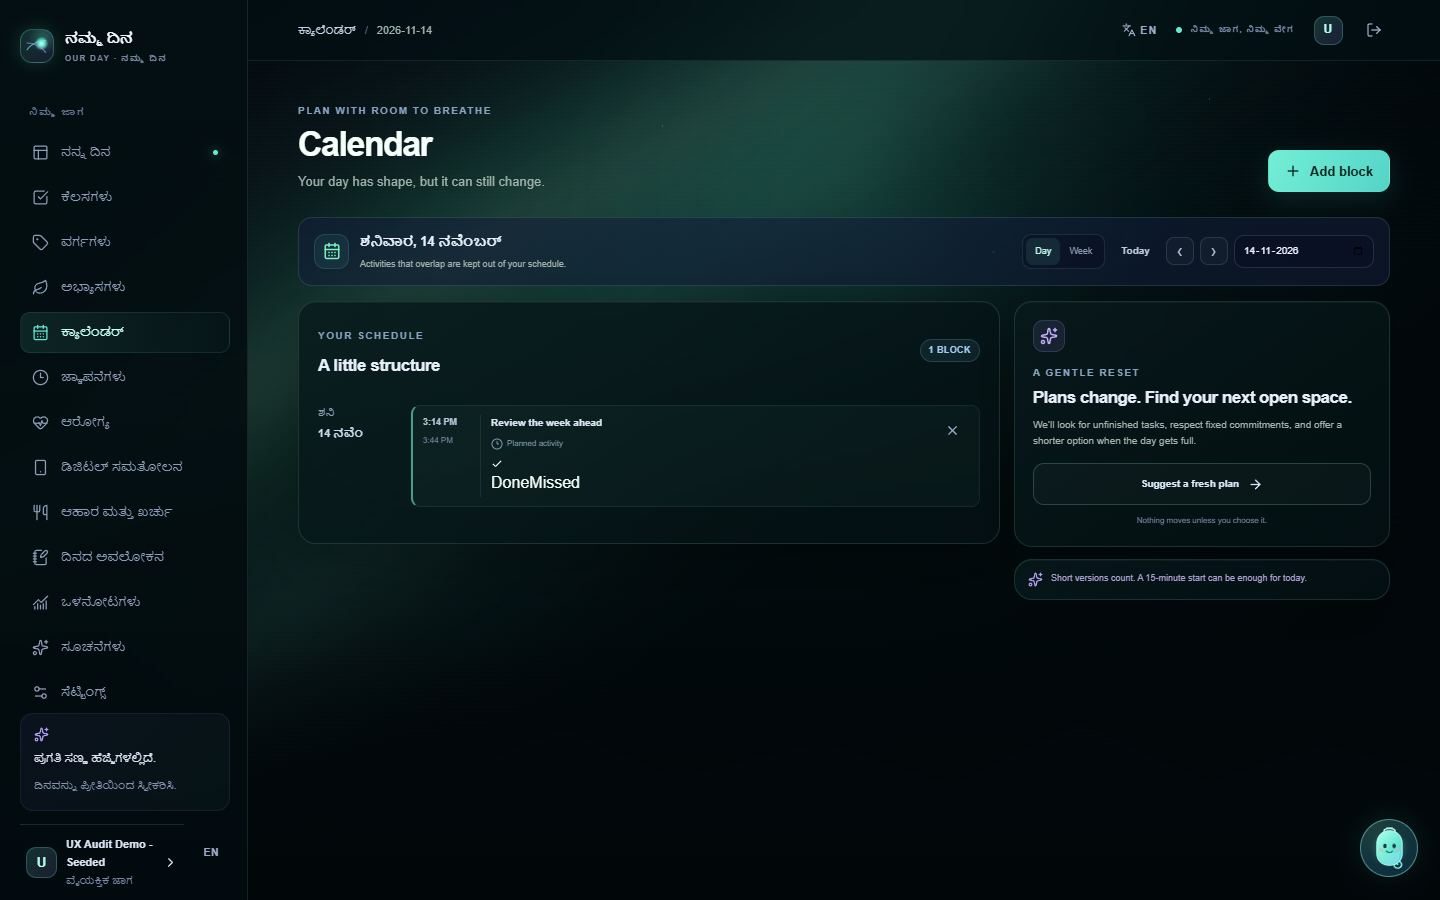 ನಮ್ಮ ದಿನ
OUR DAY - ನಮ್ಮ ದಿನ
ನಿಮ್ಮ ಜಾಗ
ನನ್ನ ದಿನ
ಕೆಲಸಗಳು
ವರ್ಗಗಳು
ಅಭ್ಯಾಸಗಳು
ಕ್ಯಾಲೆಂಡರ್
ಜ್ಞಾಪನೆಗಳು
ಆರೋಗ್ಯ
ಡಿಜಿಟಲ್ ಸಮತೋಲನ
ಆಹಾರ ಮತ್ತು ಖರ್ಚು
ದಿನದ ಅವಲೋಕನ
ಒಳನೋಟಗಳು
ಸೂಚನೆಗಳು
ಸೆಟ್ಟಿಂಗ್ಸ್
ಪ್ರಗತಿ ಸಣ್ಣ ಹೆಜ್ಜೆಗಳಲ್ಲಿದೆ.
ದಿನವನ್ನು ಪ್ರೀತಿಯಿಂದ ಸ್ವೀಕರಿಸಿ.
U
UX Audit Demo -
Seeded
ವೈಯಕ್ತಿಕ ಜಾಗ
EN
ಕ್ಯಾಲೆಂಡರ್ / 2026-11-14
EN
ನಿಮ್ಮ ಜಾಗ, ನಿಮ್ಮ ವೇಗ
U
PLAN WITH ROOM TO BREATHE
Calendar
Your day has shape, but it can still change.
Add block
ಶನಿವಾರ, 14 ನವೆಂಬರ್
Activities that overlap are kept out of your schedule.
Day
Week
Today
14-11-2026
YOUR SCHEDULE
A little structure
1 BLOCK
ಶನಿ
14 ನವೆಂ
3:14 PM
3:44 PM
Review the week ahead
Planned activity
DoneMissed
A GENTLE RESET
Plans change. Find your next open space.
We'll look for unfinished tasks, respect fixed commitments, and offer a
shorter option when the day gets full.
Suggest a fresh plan
Nothing moves unless you choose it.
Short versions count. A 15-minute start can be enough for today.